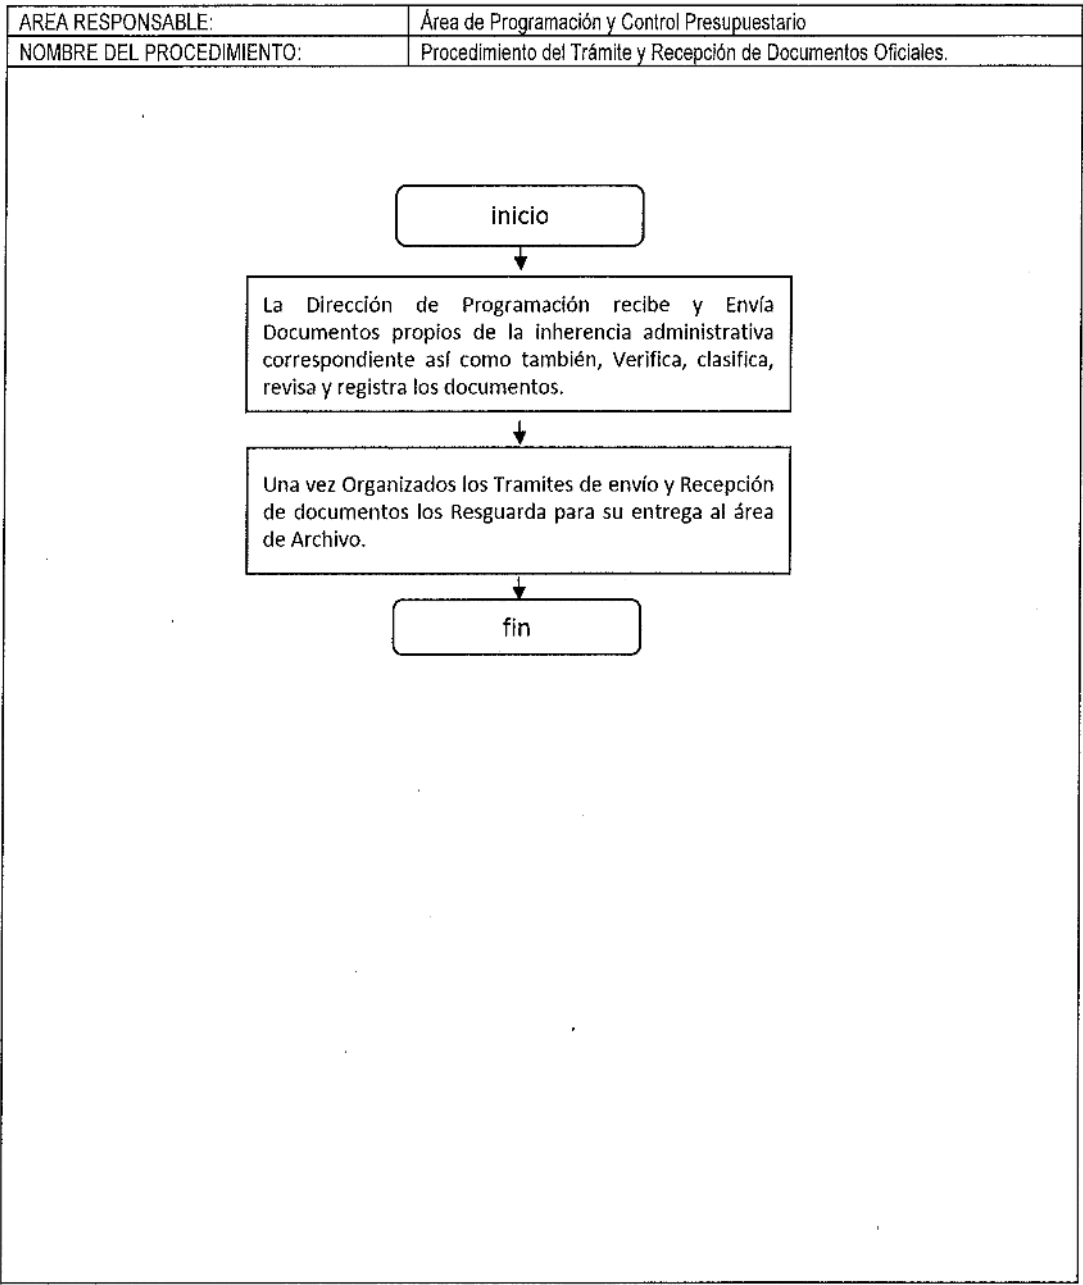 AREA RESPONSABLE: Área de Programación y Control Presupuestario
NOMBRE DEL PROCEDIMIENTO: Procedimiento del Trámite y Recepción de Documentos Oficiales.
inicio
La Dirección de Programación recibe y Envía
Documentos propios de la inherencia administrativa
correspondiente así como también, Verifica, clasifica,
revisa y registra los documentos.
Una vez Organizados los Tramites de envío y Recepción
de documentos los Resguarda para su entrega al área
de Archivo.
fin